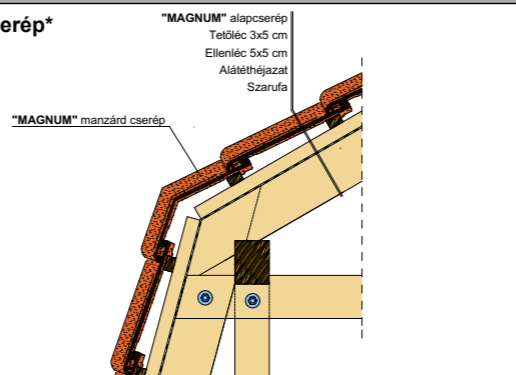 erép*
"MAGNUM" alapcserép
Tetőléc 3x5 cm
Ellenléc 5x5 cm
Alátéthéjazat
Szarufa
"MAGNUM" manzárd cserép